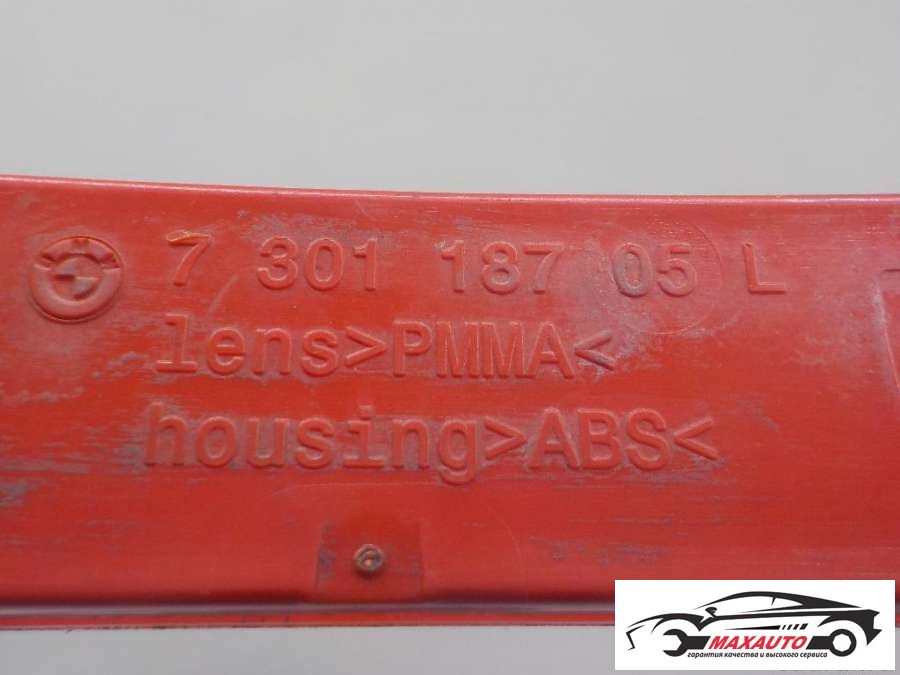 7 301 187 05 L
lens>PMMA<
housing>ABS<
MAXAUTO
гарантия качества и высокого сервиса